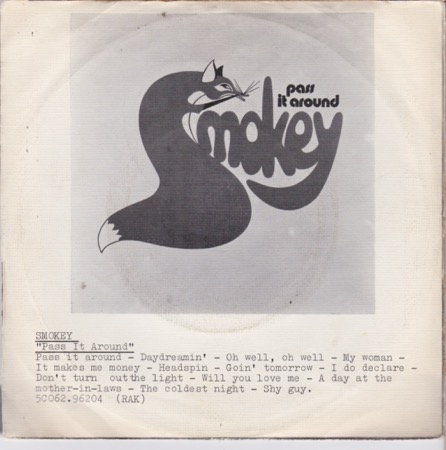 pass
it around
smokey
SMOKEY
"Pass It Around"
Pass it around - Daydreamin' - Oh well, oh well - My woman -
It makes me money - Headspin - Goin' tomorrow - I do declare -
Don't turn outthe light - Will you love me - A day at the
mother-in-laws - The coldest night - Shy guy.
5C062.96204 (RAK)